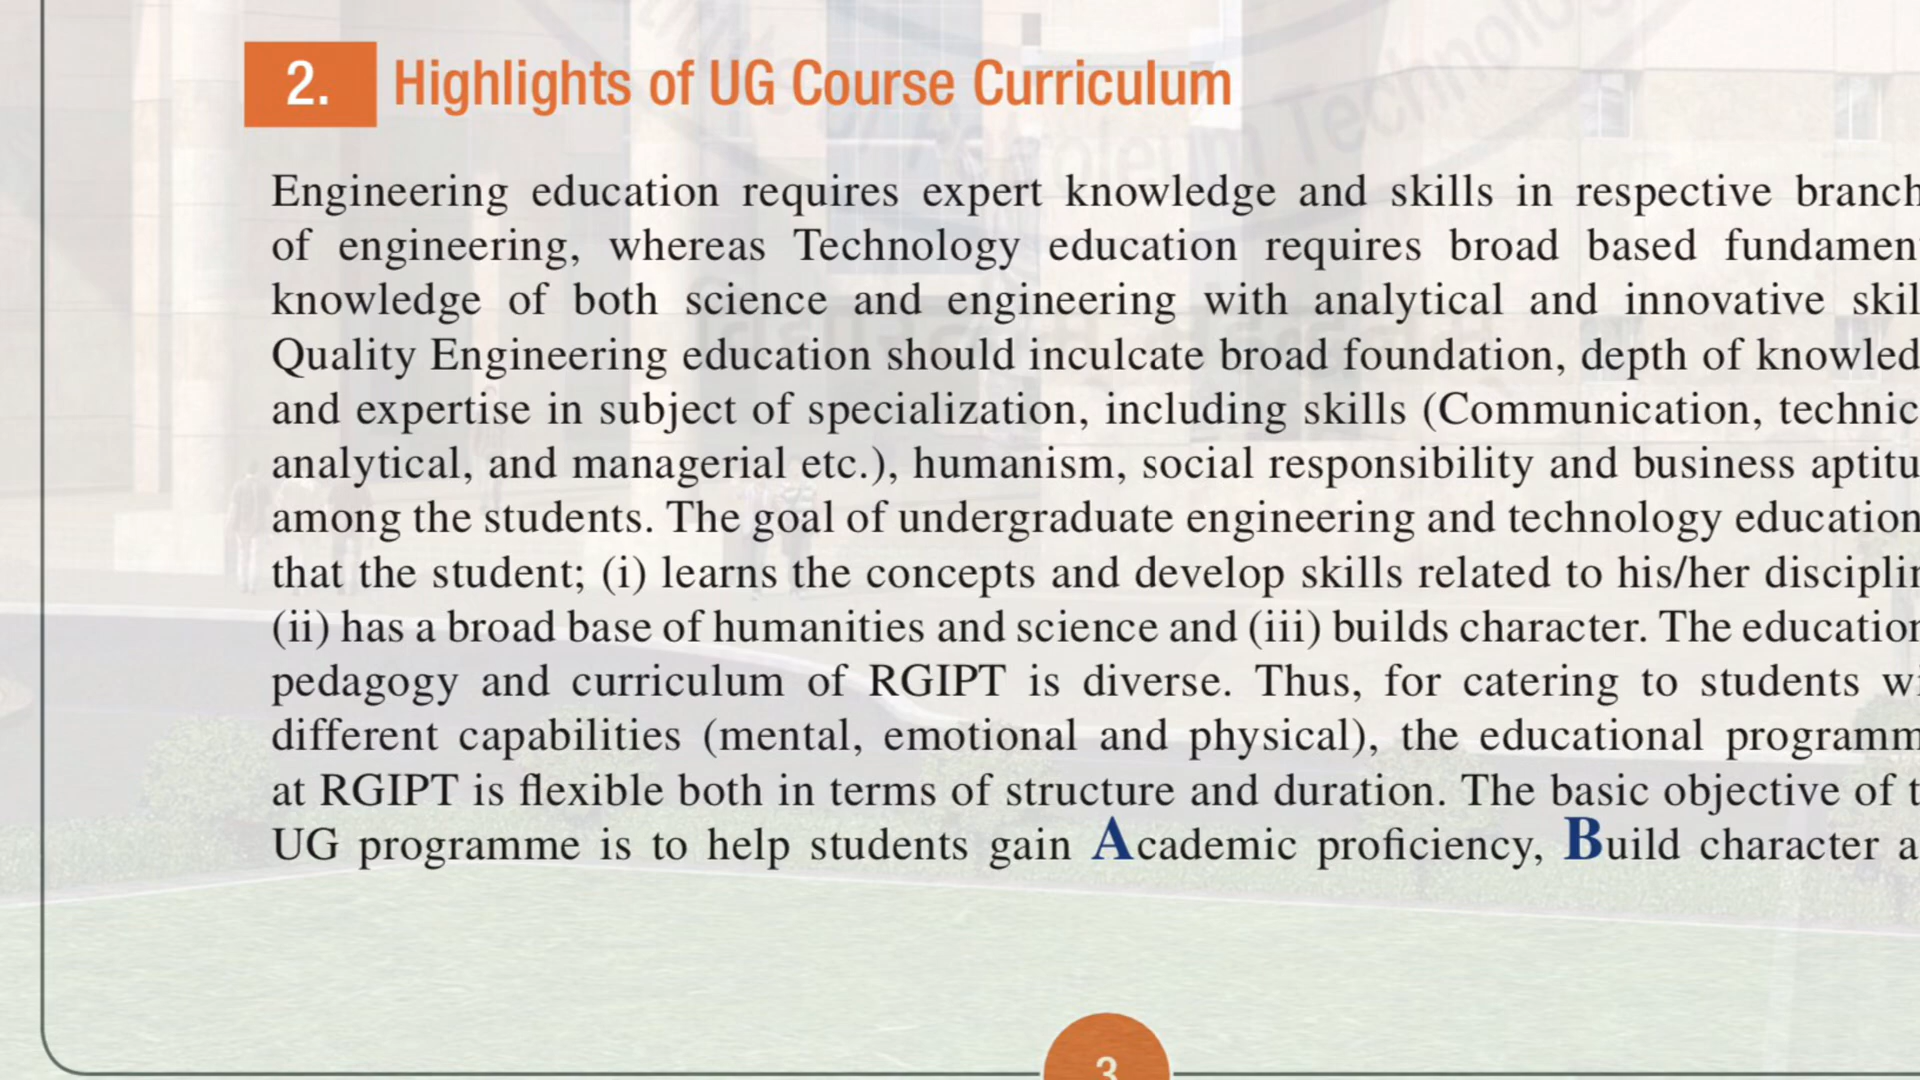 2. Highlights of UG Course Curriculum
Engineering education requires expert knowledge and skills in respective branch
of engineering, whereas Technology education requires broad based fundamen
knowledge of both science and engineering with analytical and innovative skil
Quality Engineering education should inculcate broad foundation, depth of knowled
and expertise in subject of specialization, including skills (Communication, technic
analytical, and managerial etc.), humanism, social responsibility and business aptitu
among the students. The goal of undergraduate engineering and technology education
that the student; (i) learns the concepts and develop skills related to his/her disciplin
(ii) has a broad base of humanities and science and (iii) builds character. The education
pedagogy and curriculum of RGIPT is diverse. Thus, for catering to students wi
different capabilities (mental, emotional and physical), the educational programm
at RGIPT is flexible both in terms of structure and duration. The basic objective of t
UG programme is to help students gain Academic proficiency, Build character a
3